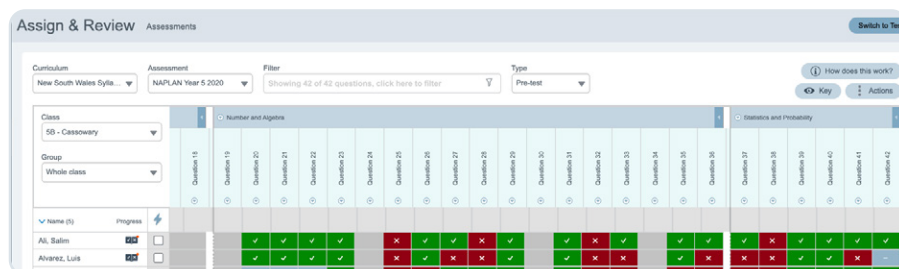 Assign & Review Assessments
Switch to Te
Curriculum
New South Wales Sylla...
Assessment
NAPLAN Year 5 2020
Filter
Showing 42 of 42 questions, click here to filter
Type
Pre-test
How does this work?
Key
Actions
Class
5B - Cassowary
Group
Whole class
Number and Algebra
Statistics and Probability
Question 18
Question 19
Question 20
Question 21
Question 22
Question 23
Question 24
Question 25
Question 26
Question 27
Question 28
Question 29
Question 30
Question 31
Question 32
Question 33
Question 34
Question 35
Question 36
Question 37
Question 38
Question 39
Question 40
Question 41
Question 42
Name (5) Progress
Ali, Salim
Alvarez, Luis